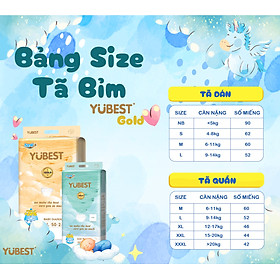 Bảng Size
Tã Bỉm
YUBEST
Gold
TÃ DÁN
SIZE CÂN NẶNG SỐ MIẾNG
NB <5kg 90
S 4-8kg 62
M 6-11kg 60
L 9-14kg 52
TÃ QUẦN
SIZE CÂN NẶNG SỐ MIẾNG
M 6-11kg 60
L 9-14kg 52
XL 12-17kg 46
XXL 15-20kg 44
XXXL >20kg 42
YUBEST
YUBEST
YUBEST